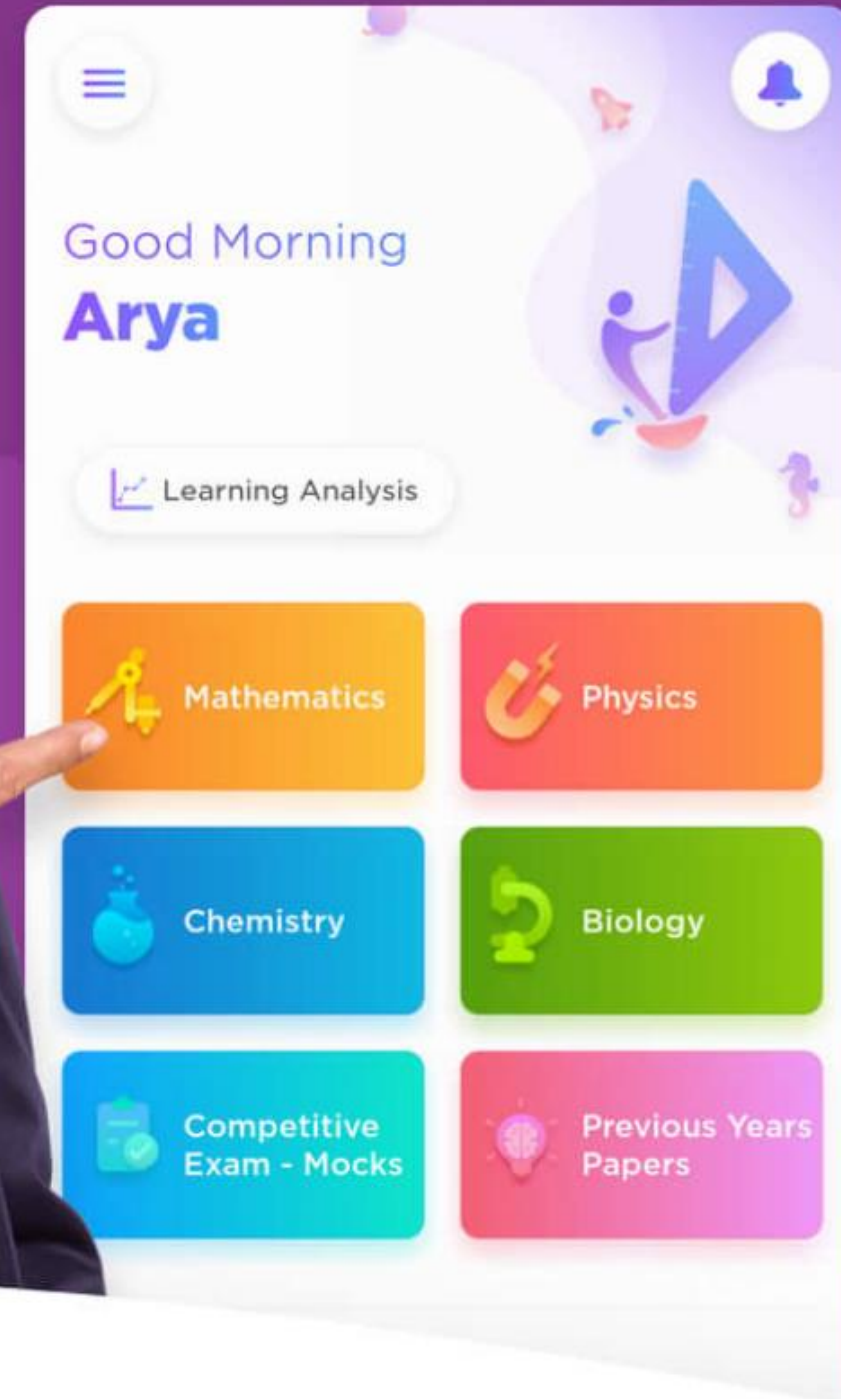 Good Morning
Arya
Learning Analysis
Mathematics
Physics
Chemistry
Biology
Competitive
Exam - Mocks
Previous Years
Papers